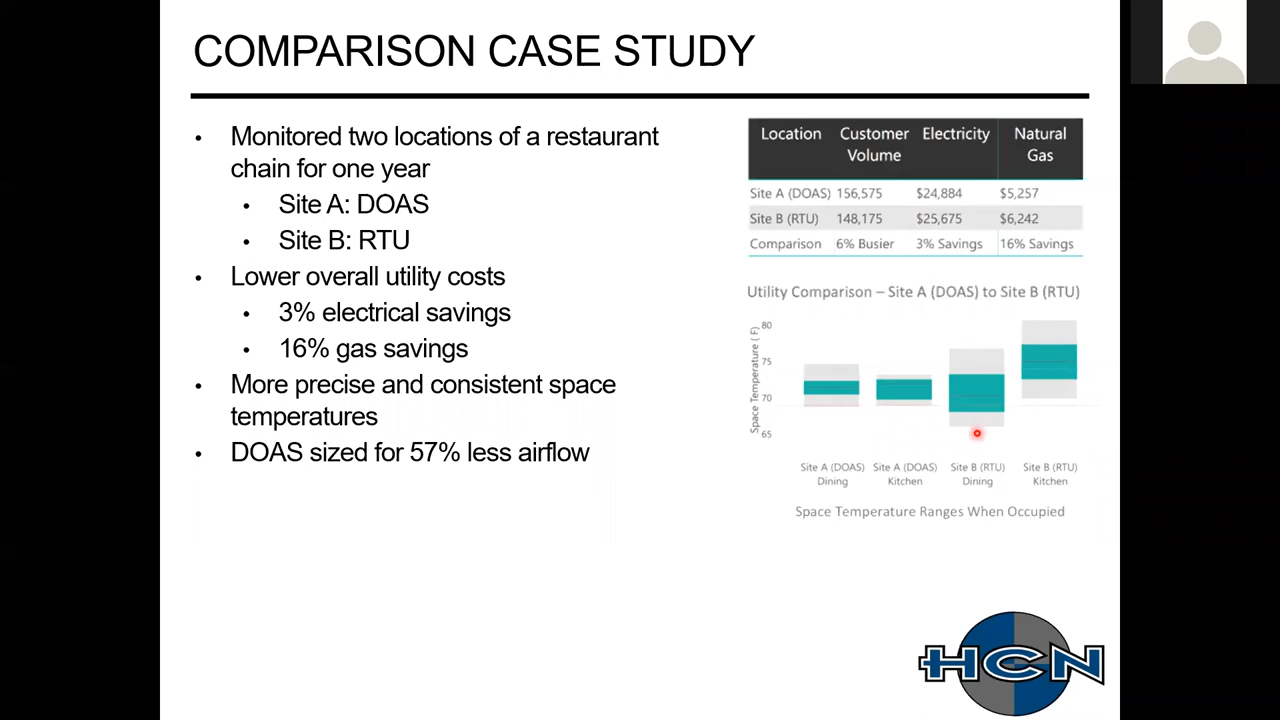 COMPARISON CASE STUDY
• Monitored two locations of a restaurant
chain for one year
• Site A: DOAS
• Site B: RTU
• Lower overall utility costs
• 3% electrical savings
• 16% gas savings
• More precise and consistent space
temperatures
• DOAS sized for 57% less airflow
Location Customer Electricity Natural
Volume Gas
Site A (DOAS) 156,575 $24,884 $5,257
Site B (RTU) 148,175 $25,675 $6,242
Comparison 6% Busier 3% Savings 16% Savings
Utility Comparison – Site A (DOAS) to Site B (RTU)
Space Temperature (°F)
80
75
70
65
Site A (DOAS) Site A (DOAS) Site B (RTU) Site B (RTU)
Dining Kitchen Dining Kitchen
Space Temperature Ranges When Occupied
HCN